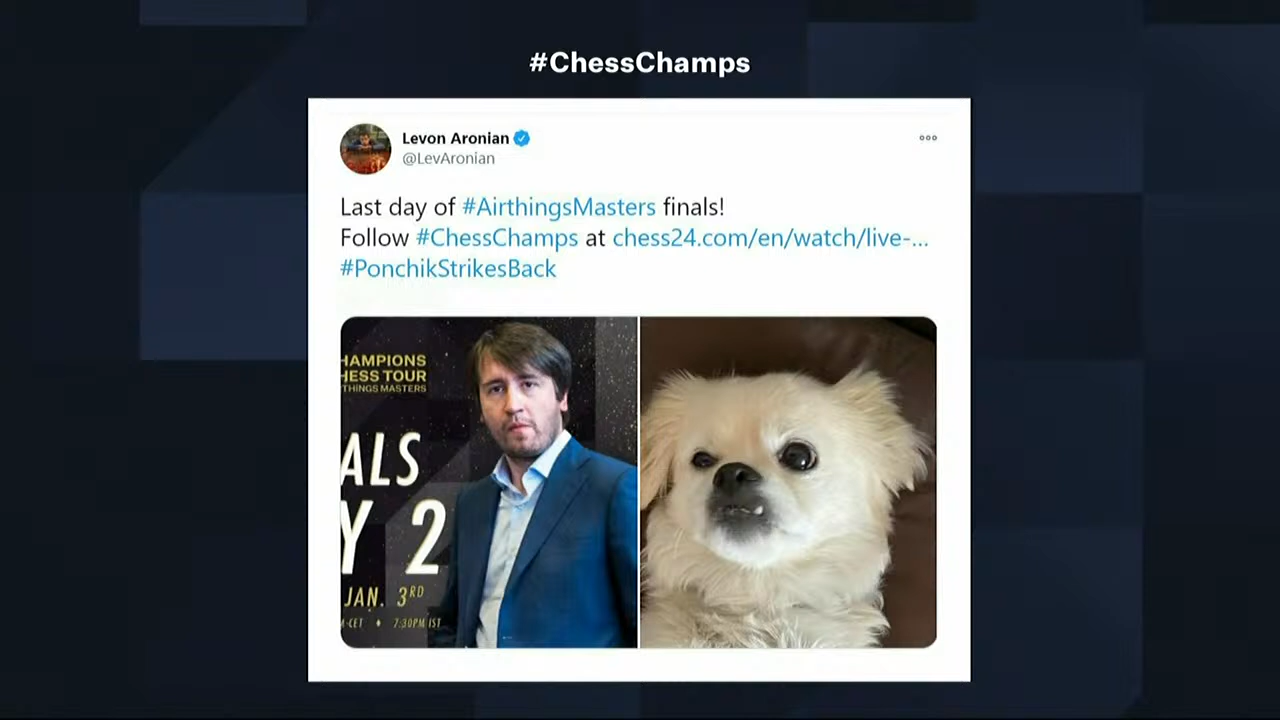 #ChessChamps
Levon Aronian
@LevAronian
Last day of #AirthingsMasters finals!
Follow #ChessChamps at chess24.com/en/watch/live-...
#PonchikStrikesBack
HAMPIONS
HESS TOUR
THINGS MASTERS
ALS
Y 2
JAN. 3RD
CET ♦ 7:30PM IST